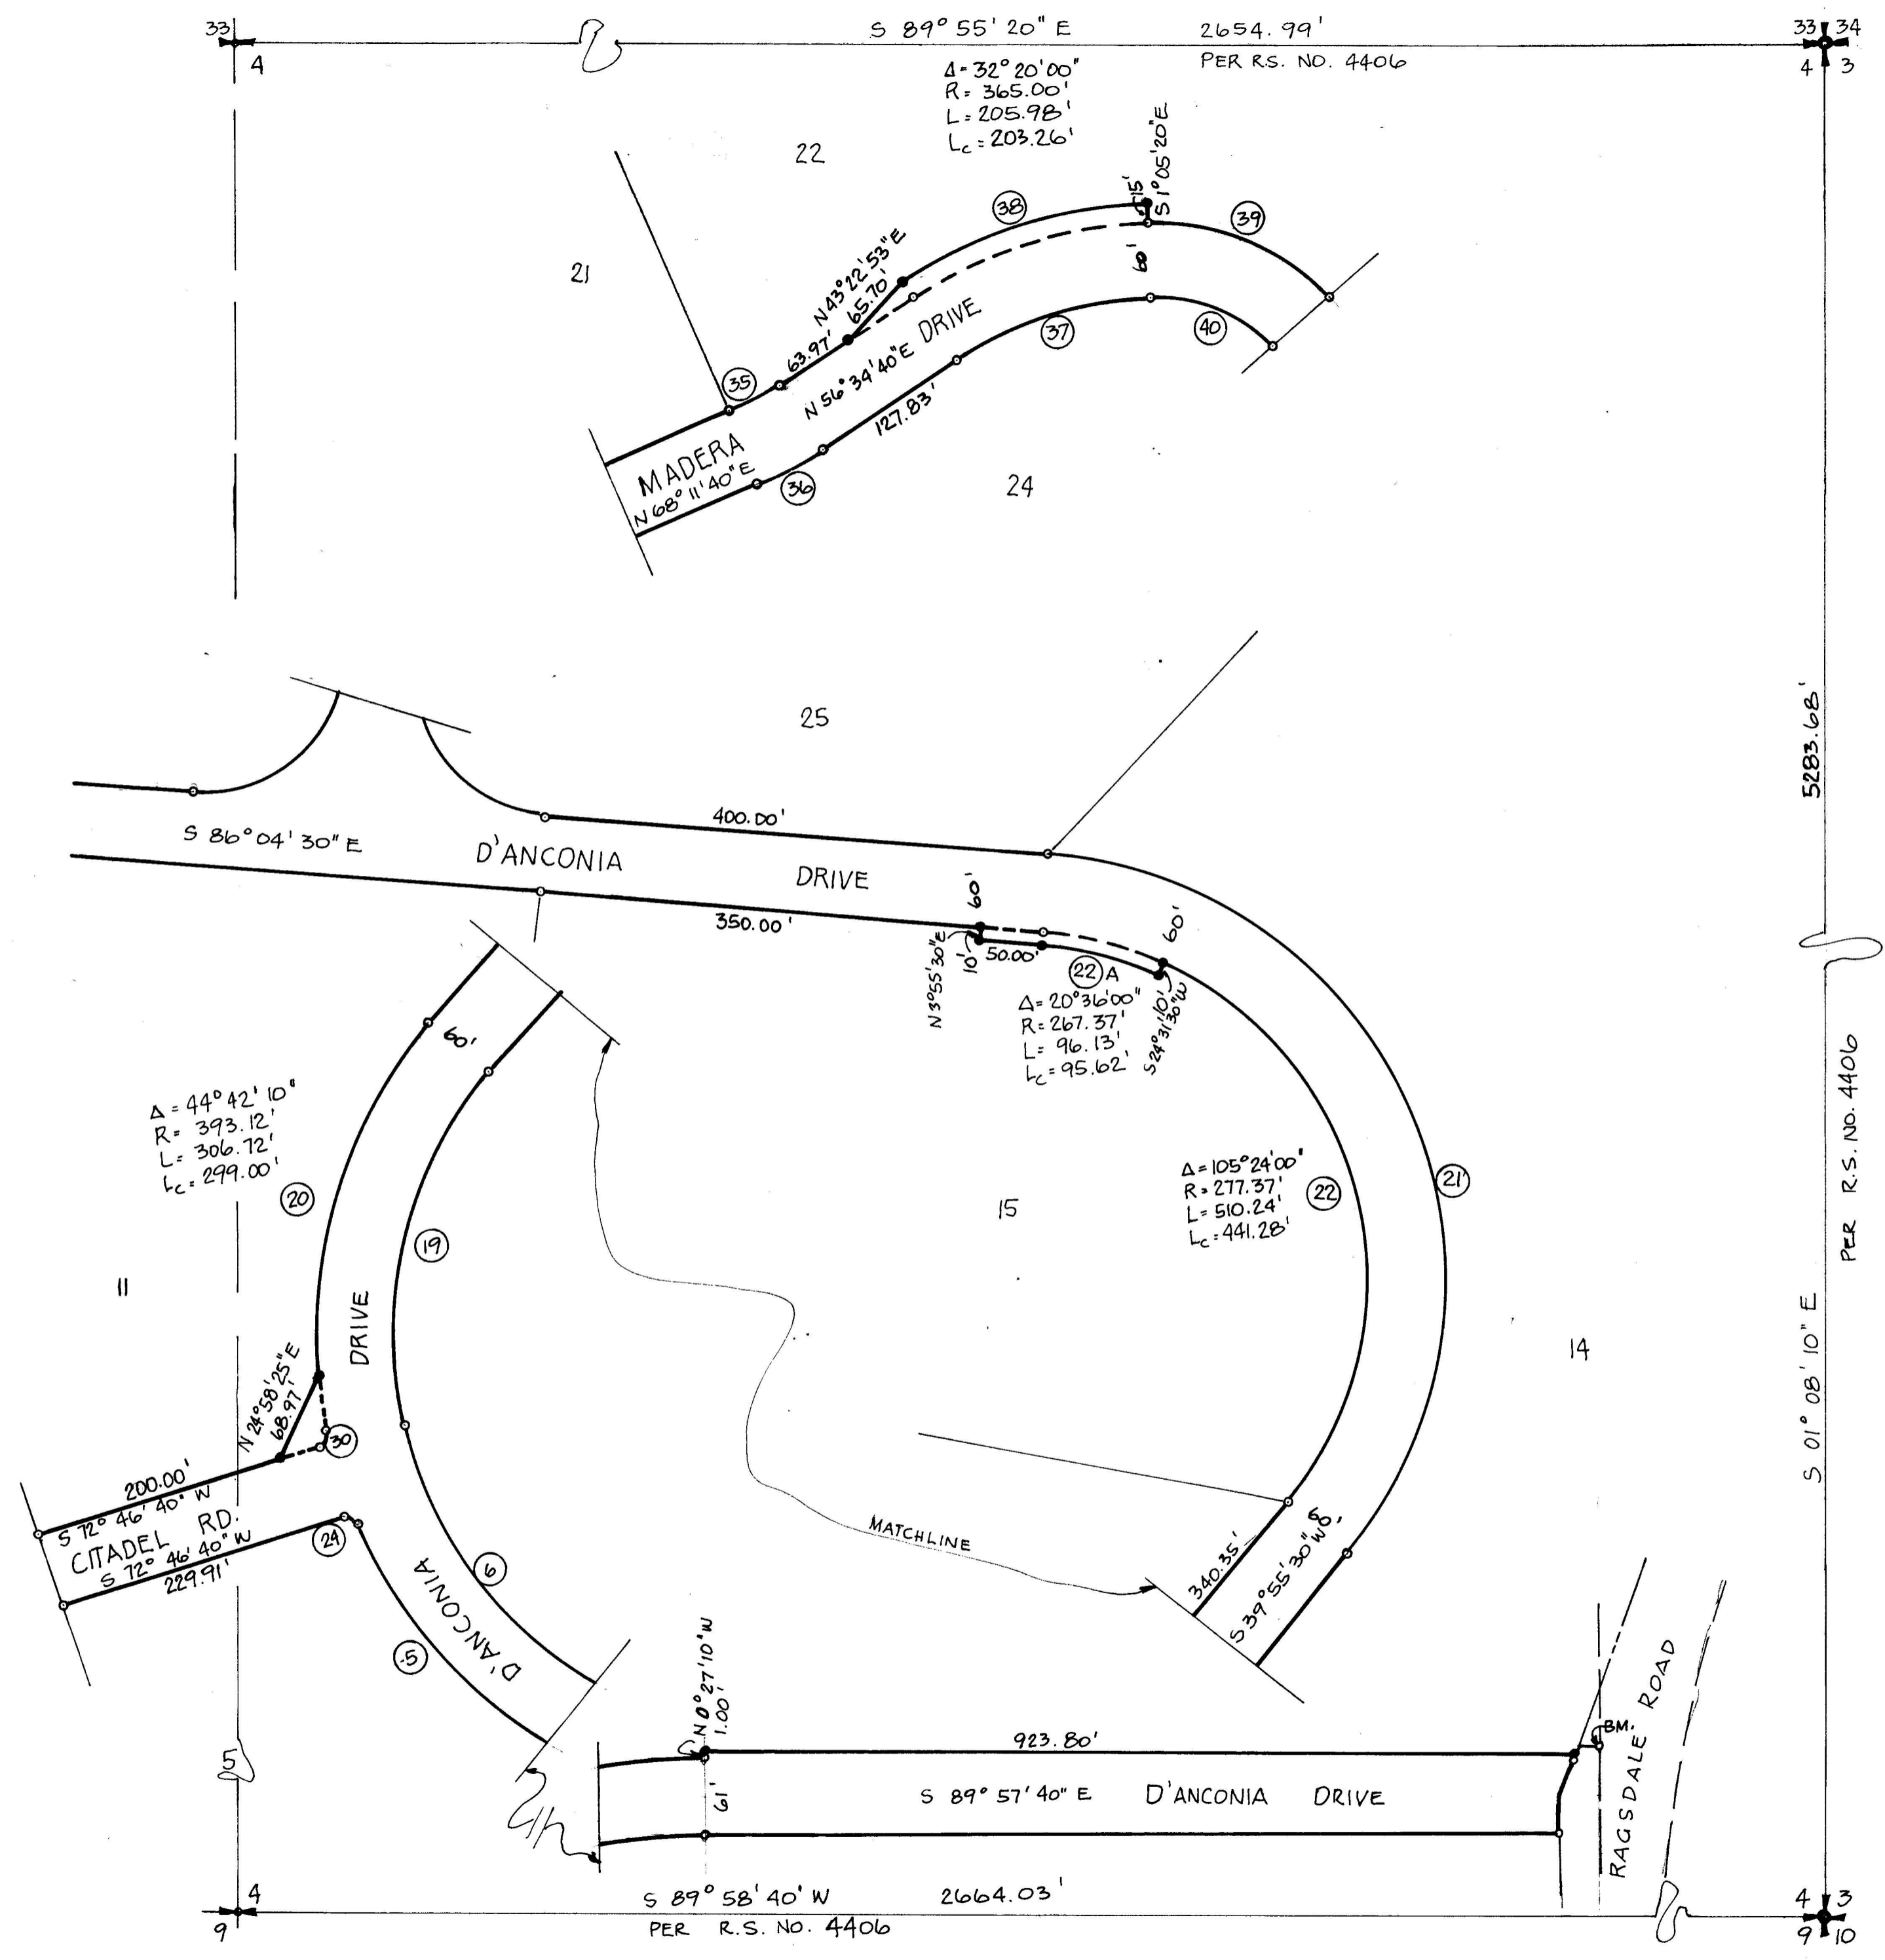 33
S 89° 55' 20" E 2654.99'
33 34
4
PER R.S. NO. 4406
4 3
Δ = 32° 20' 00"
R = 365.00'
L = 205.98'
Lc = 203.26'
22
15'
S 1° 05' 20" E
38
39
21
N 43° 22' 53" E
65.70'
60'
63.97'
DRIVE
37
40
35
N 56° 34' 40" E
127.83'
MADERA
N 68° 11' 40" E
36
24
25
5283.68'
400.00'
S 86° 04' 30" E
D'ANCONIA
DRIVE
60'
60'
350.00'
N 3° 55' 30" E
10'
50.00'
22 A
10'
S 24° 31' 30" W
Δ = 20° 36' 00"
R = 267.37'
L = 96.13'
Lc = 95.62'
60'
PER R.S. NO. 4406
Δ = 44° 42' 10"
R = 393.12'
L = 306.72'
Lc = 299.00'
20
Δ = 105° 24' 00"
R = 277.37'
L = 510.24'
Lc = 441.28'
22
21
15
19
11
DRIVE
S 01° 08' 10" E
14
N 24° 58' 25" E
68.97'
30
200.00'
S 72° 46' 40" W
CITADEL RD.
S 72° 46' 40" W
229.91'
24
MATCHLINE
60'
340.35'
S 39° 55' 30" W
6
D'ANCONIA
5
N 0° 27' 10" W
1.00'
923.80'
BM.
5
61'
S 89° 57' 40" E D'ANCONIA DRIVE
RAGSDALE ROAD
4
S 89° 58' 40" W 2664.03'
4 3
9
PER R.S. NO. 4406
9 10